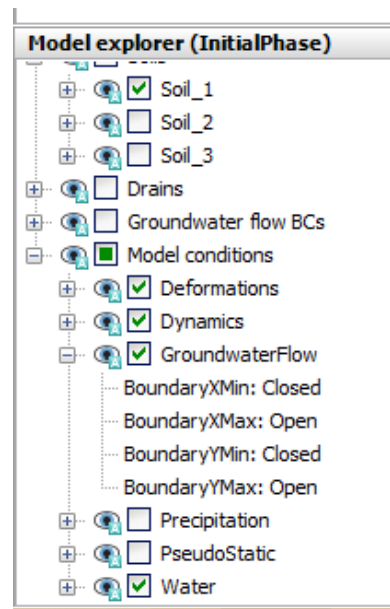 Model explorer (InitialPhase)
Soil_1
Soil_2
Soil_3
Drains
Groundwater flow BCs
Model conditions
Deformations
Dynamics
GroundwaterFlow
BoundaryXMin: Closed
BoundaryXMax: Open
BoundaryYMin: Closed
BoundaryYMax: Open
Precipitation
PseudoStatic
Water